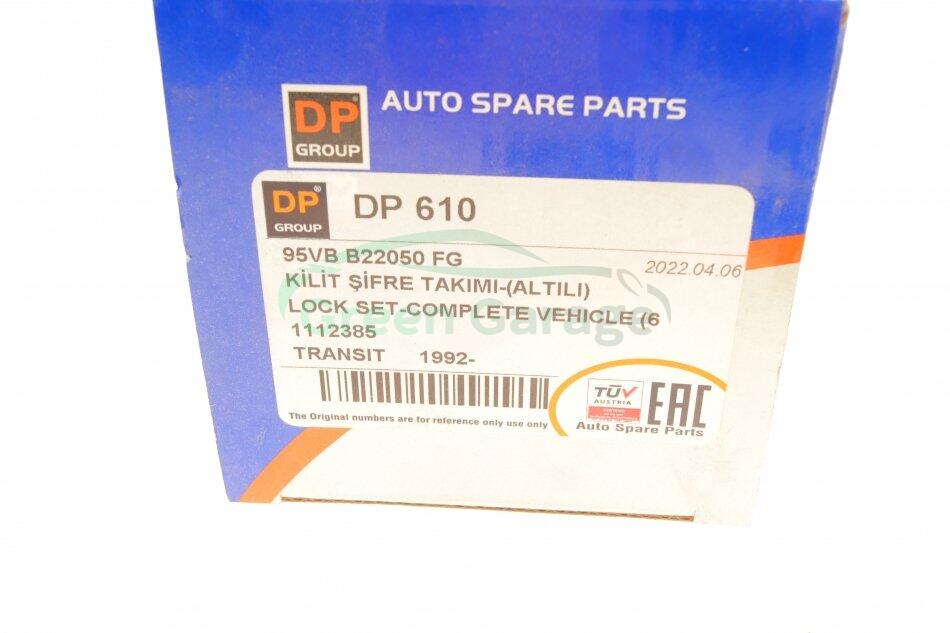 DP
GROUP
AUTO SPARE PARTS
DP
GROUP
DP 610
95VB B22050 FG
2022.04.06
KİLİT ŞİFRE TAKIMI-(ALTILI)
LOCK SET-COMPLETE VEHICLE (6
Green Garage
1112385
TRANSIT 1992-
TÜV
AUSTRIA
EAC
The Original numbers are for reference only use only
Auto Spare Parts